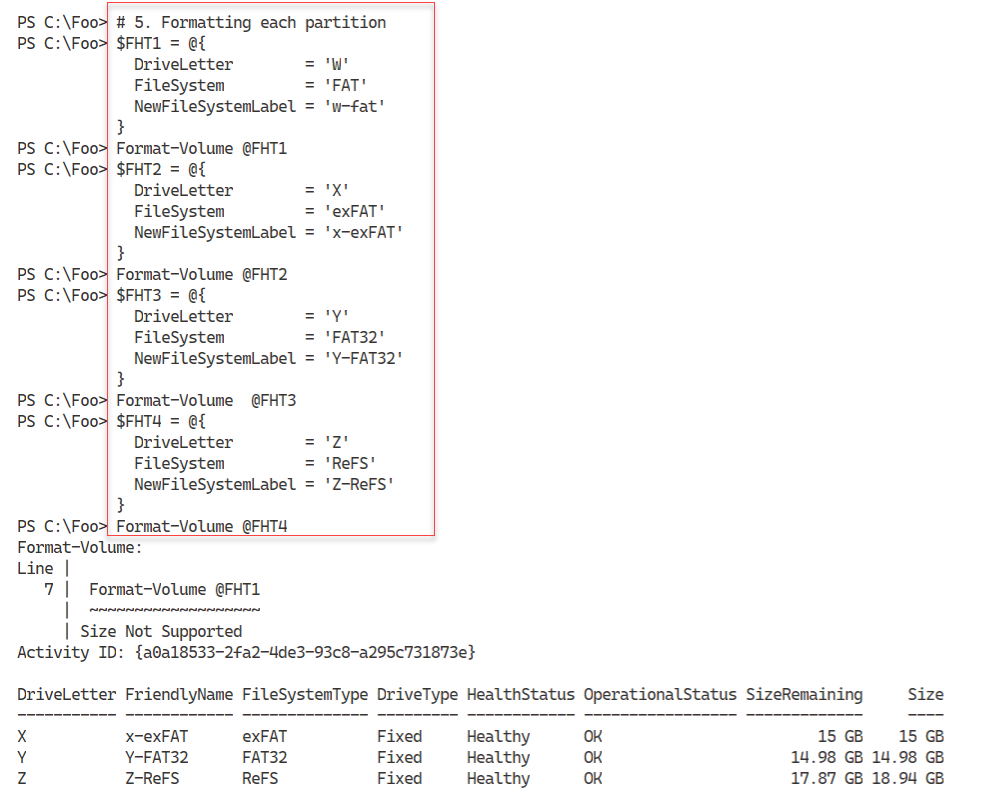 PS C:\Foo> # 5. Formatting each partition
PS C:\Foo> $FHT1 = @{
             DriveLetter        = 'W'
             FileSystem         = 'FAT'
             NewFileSystemLabel = 'w-fat'
           }
PS C:\Foo> Format-Volume @FHT1
PS C:\Foo> $FHT2 = @{
             DriveLetter        = 'X'
             FileSystem         = 'exFAT'
             NewFileSystemLabel = 'x-exFAT'
           }
PS C:\Foo> Format-Volume @FHT2
PS C:\Foo> $FHT3 = @{
             DriveLetter        = 'Y'
             FileSystem         = 'FAT32'
             NewFileSystemLabel = 'Y-FAT32'
           }
PS C:\Foo> Format-Volume  @FHT3
PS C:\Foo> $FHT4 = @{
             DriveLetter        = 'Z'
             FileSystem         = 'ReFS'
             NewFileSystemLabel = 'Z-ReFS'
           }
PS C:\Foo> Format-Volume @FHT4
Format-Volume:
Line |
   7 |  Format-Volume @FHT1
     |  ~~~~~~~~~~~~~~~~~~~
     | Size Not Supported
Activity ID: {a0a18533-2fa2-4de3-93c8-a295c731873e}

DriveLetter FriendlyName FileSystemType DriveType HealthStatus OperationalStatus SizeRemaining     Size
----------- ------------ -------------- --------- ------------ ----------------- -------------     ----
X           x-exFAT      exFAT          Fixed     Healthy      OK                        15 GB    15 GB
Y           Y-FAT32      FAT32          Fixed     Healthy      OK                     14.98 GB 14.98 GB
Z           Z-ReFS       ReFS           Fixed     Healthy      OK                     17.87 GB 18.94 GB